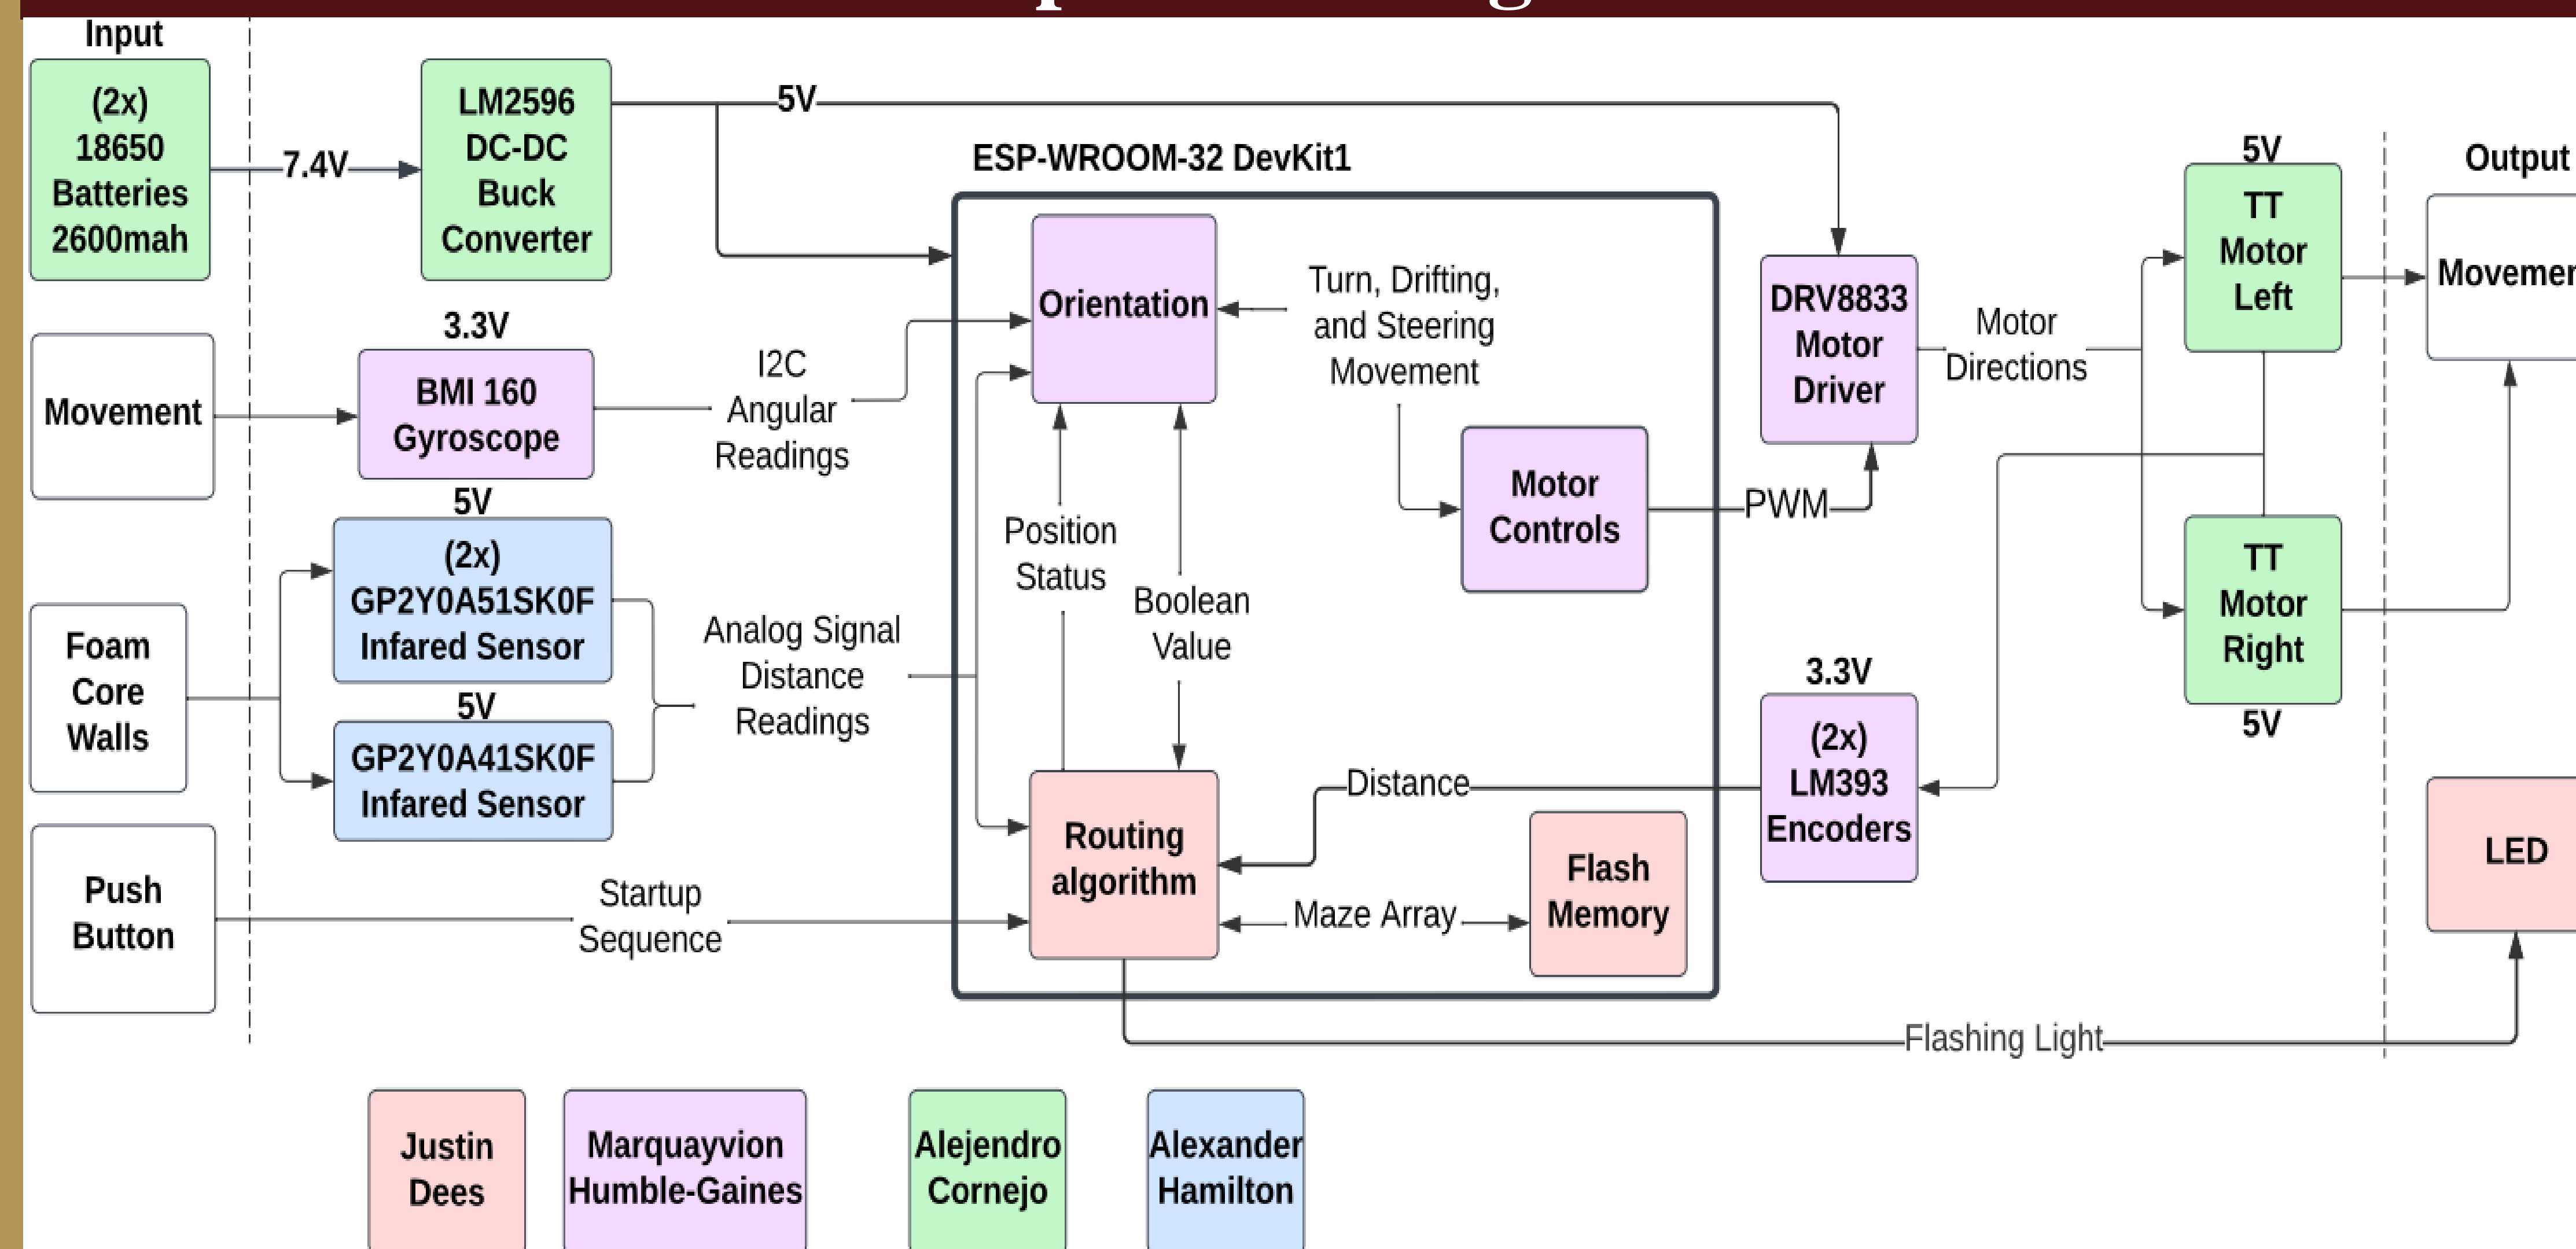 Input
(2x)
18650
Batteries
2600mah
7.4V
LM2596
DC-DC
Buck
Converter
5V
ESP-WROOM-32 DevKit1
Movement
3.3V
BMI 160
Gyroscope
I2C
Angular
Readings
Orientation
Turn, Drifting,
and Steering
Movement
Motor
Controls
PWM
DRV8833
Motor
Driver
Motor
Directions
5V
TT
Motor
Left
Output
Movemen
Foam
Core
Walls
5V
(2x)
GP2Y0A51SK0F
Infared Sensor
5V
GP2Y0A41SK0F
Infared Sensor
Analog Signal
Distance
Readings
Position
Status
Boolean
Value
TT
Motor
Right
5V
3.3V
(2x)
LM393
Encoders
Distance
Push
Button
Startup
Sequence
Routing
algorithm
Maze Array
Flash
Memory
LED
Flashing Light
Justin
Dees
Marquayvion
Humble-Gaines
Alejendro
Cornejo
Alexander
Hamilton